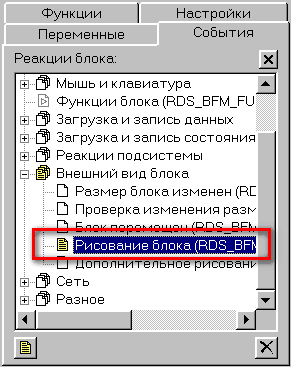 Функции Настройки
Переменные События
Реакции блока:
Мышь и клавиатура
Функции блока (RDS_BFM_FU
Загрузка и запись данных
Загрузка и запись состояния
Реакции подсистемы
Внешний вид блока
Размер блока изменен (RD
Проверка изменения разм
Блок перемещен (RDS_BF
Рисование блока (RDS_BFM
Дополнительное рисовани
Сеть
Разное